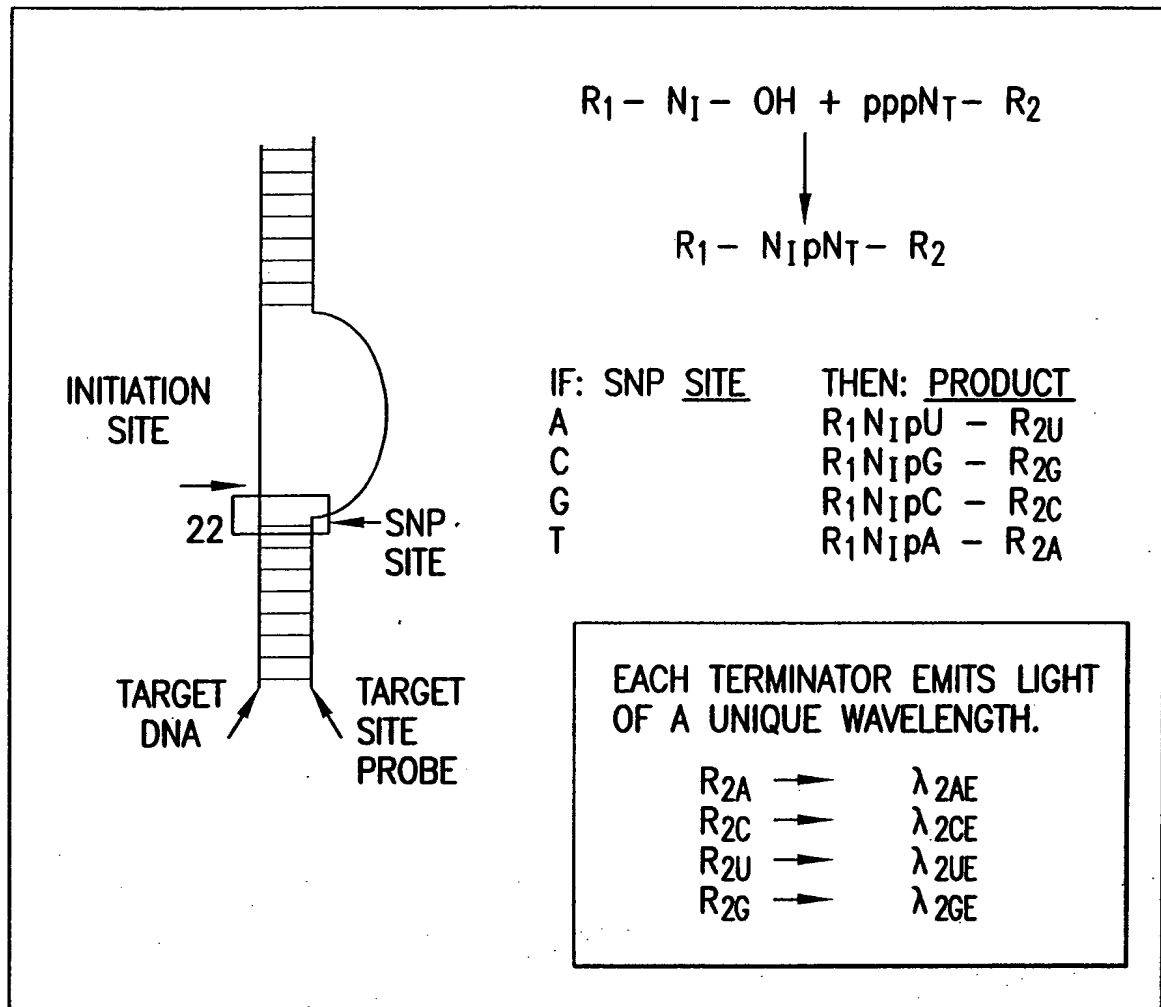 R₁ – Nᴵ – OH + pppNᴛ – R₂
R₁ – NᴵpNᴛ – R₂
INITIATION
SITE
22
SNP
SITE
TARGET
DNA
TARGET
SITE
PROBE
IF: SNP SITE THEN: PRODUCT
A R₁NᴵpU – R₂U
C R₁NᴵpG – R₂G
G R₁NᴵpC – R₂C
T R₁NᴵpA – R₂A
EACH TERMINATOR EMITS LIGHT
OF A UNIQUE WAVELENGTH.
R₂A → λ₂AE
R₂C → λ₂CE
R₂U → λ₂UE
R₂G → λ₂GE